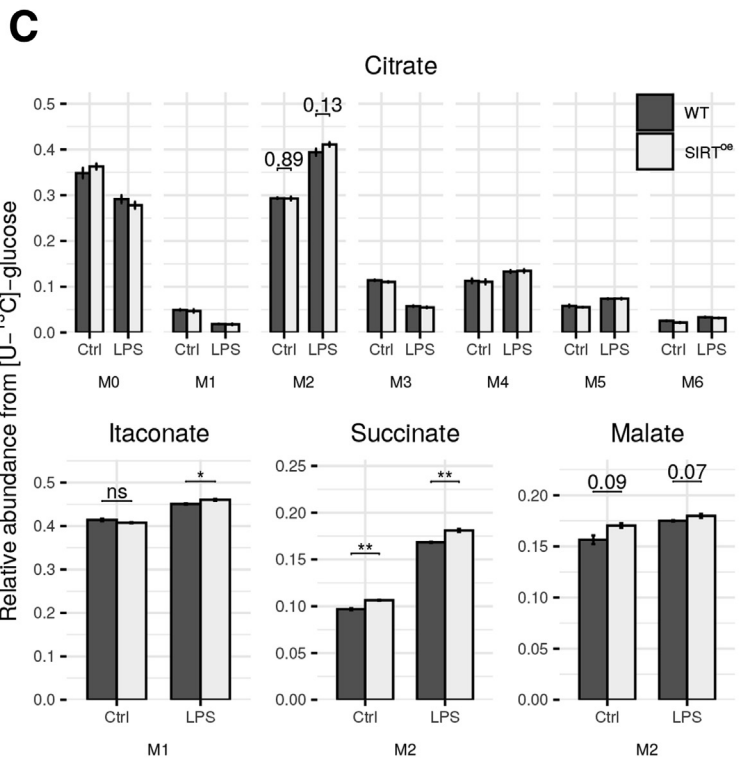 C
Citrate
WT
SIRT^oe
0.5
0.4
0.3
0.2
0.1
0.0
0.89
0.13
Ctrl LPS Ctrl LPS Ctrl LPS Ctrl LPS Ctrl LPS Ctrl LPS Ctrl LPS
M0 M1 M2 M3 M4 M5 M6
Relative abundance from [U-¹³C]-glucose
Itaconate Succinate Malate
0.5
0.4
0.3
0.2
0.1
0.0
ns
*
Ctrl LPS
M1
0.25
0.20
0.15
0.10
0.05
0.00
**
**
Ctrl LPS
M2
0.20
0.15
0.10
0.05
0.00
0.09
0.07
Ctrl LPS
M2